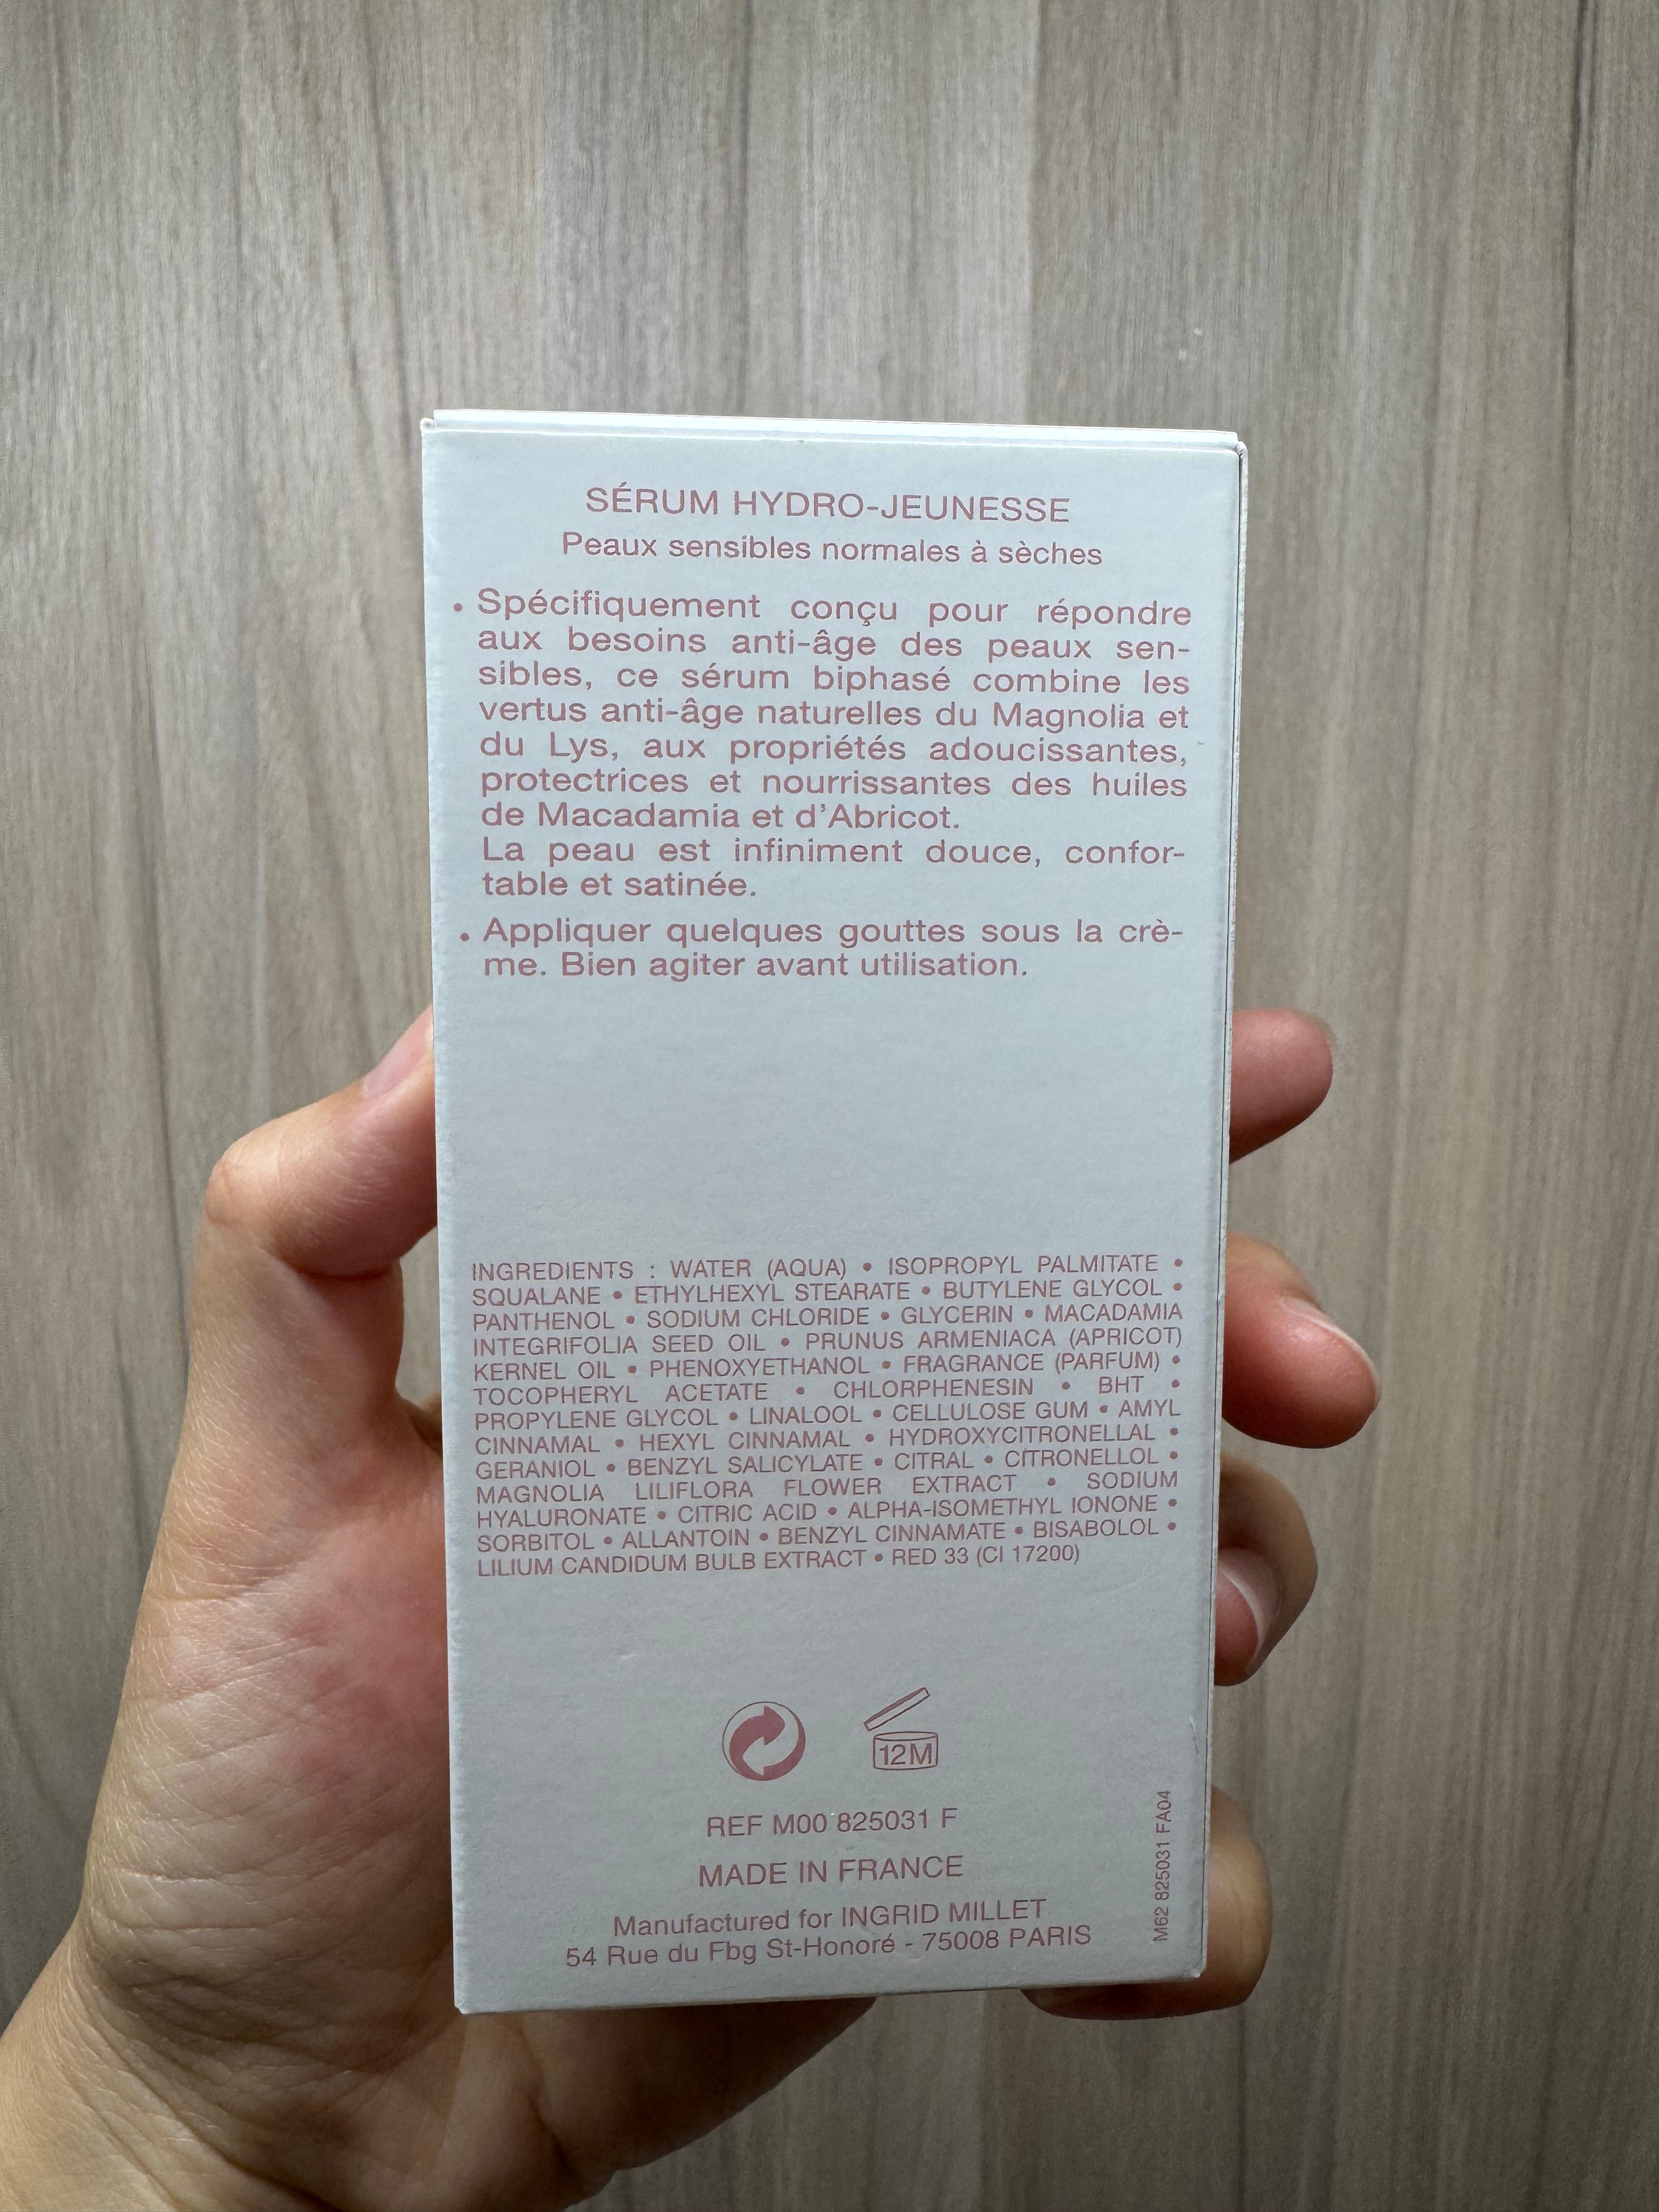 SÉRUM HYDRO-JEUNESSE
Peaux sensibles normales à sèches
• Spécifiquement conçu pour répondre
aux besoins anti-âge des peaux sen-
sibles, ce sérum biphasé combine les
vertus anti-âge naturelles du Magnolia et
du Lys, aux propriétés adoucissantes,
protectrices et nourrissantes des huiles
de Macadamia et d'Abricot.
La peau est infiniment douce, confor-
table et satinée.
• Appliquer quelques gouttes sous la crè-
me. Bien agiter avant utilisation.
INGREDIENTS : WATER (AQUA) • ISOPROPYL PALMITATE •
SQUALANE • ETHYLHEXYL STEARATE • BUTYLENE GLYCOL •
PANTHENOL • SODIUM CHLORIDE • GLYCERIN • MACADAMIA
INTEGRIFOLIA SEED OIL • PRUNUS ARMENIACA (APRICOT)
KERNEL OIL • PHENOXYETHANOL • FRAGRANCE (PARFUM) •
TOCOPHERYL ACETATE • CHLORPHENESIN • BHT •
PROPYLENE GLYCOL • LINALOOL • CELLULOSE GUM • AMYL
CINNAMAL • HEXYL CINNAMAL • HYDROXYCITRONELLAL •
GERANIOL • BENZYL SALICYLATE • CITRAL • CITRONELLOL •
MAGNOLIA LILIFLORA FLOWER EXTRACT • SODIUM
HYALURONATE • CITRIC ACID • ALPHA-ISOMETHYL IONONE •
SORBITOL • ALLANTOIN • BENZYL CINNAMATE • BISABOLOL •
LILIUM CANDIDUM BULB EXTRACT • RED 33 (CI 17200)
12M
REF M00 825031 F
MADE IN FRANCE
Manufactured for INGRID MILLET
54 Rue du Fbg St-Honoré - 75008 PARIS
M62 825031 FA04